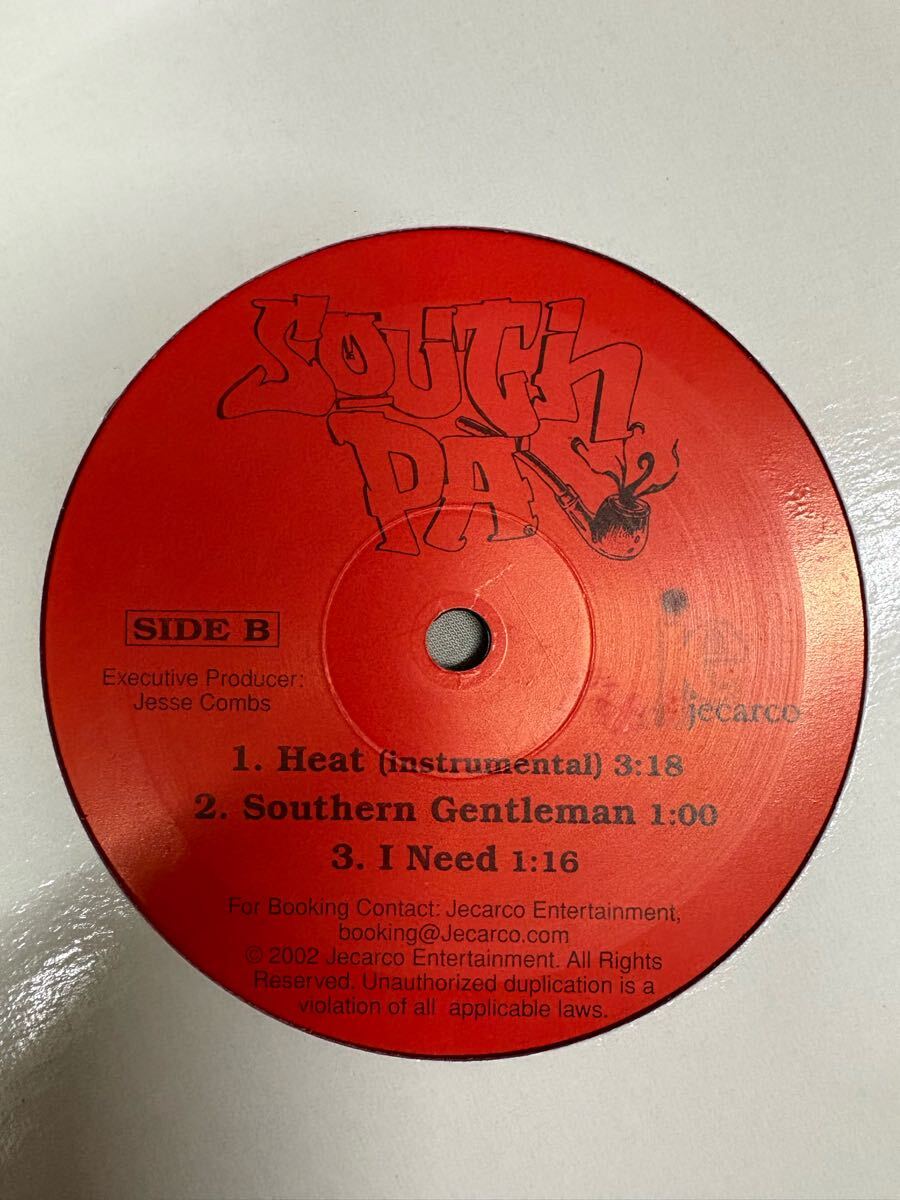 South
PA
SIDE B
Executive Producer:
Jesse Combs
jecarco
1. Heat (instrumental) 3:18
2. Southern Gentleman 1:00
3. I Need 1:16
For Booking Contact: Jecarco Entertainment,
booking@Jecarco.com
© 2002 Jecarco Entertainment. All Rights
Reserved. Unauthorized duplication is a
violation of all applicable laws.